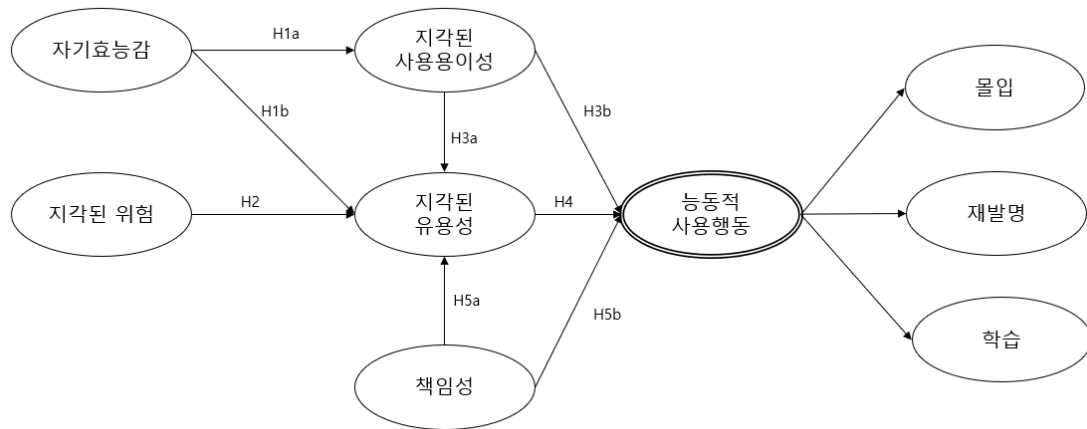 자기효능감
H1a
지각된
사용용이성
몰입
H1b
H3a
H3b
지각된 위험
H2
지각된
유용성
H4
능동적
사용행동
재발명
H5a
H5b
책임성
학습